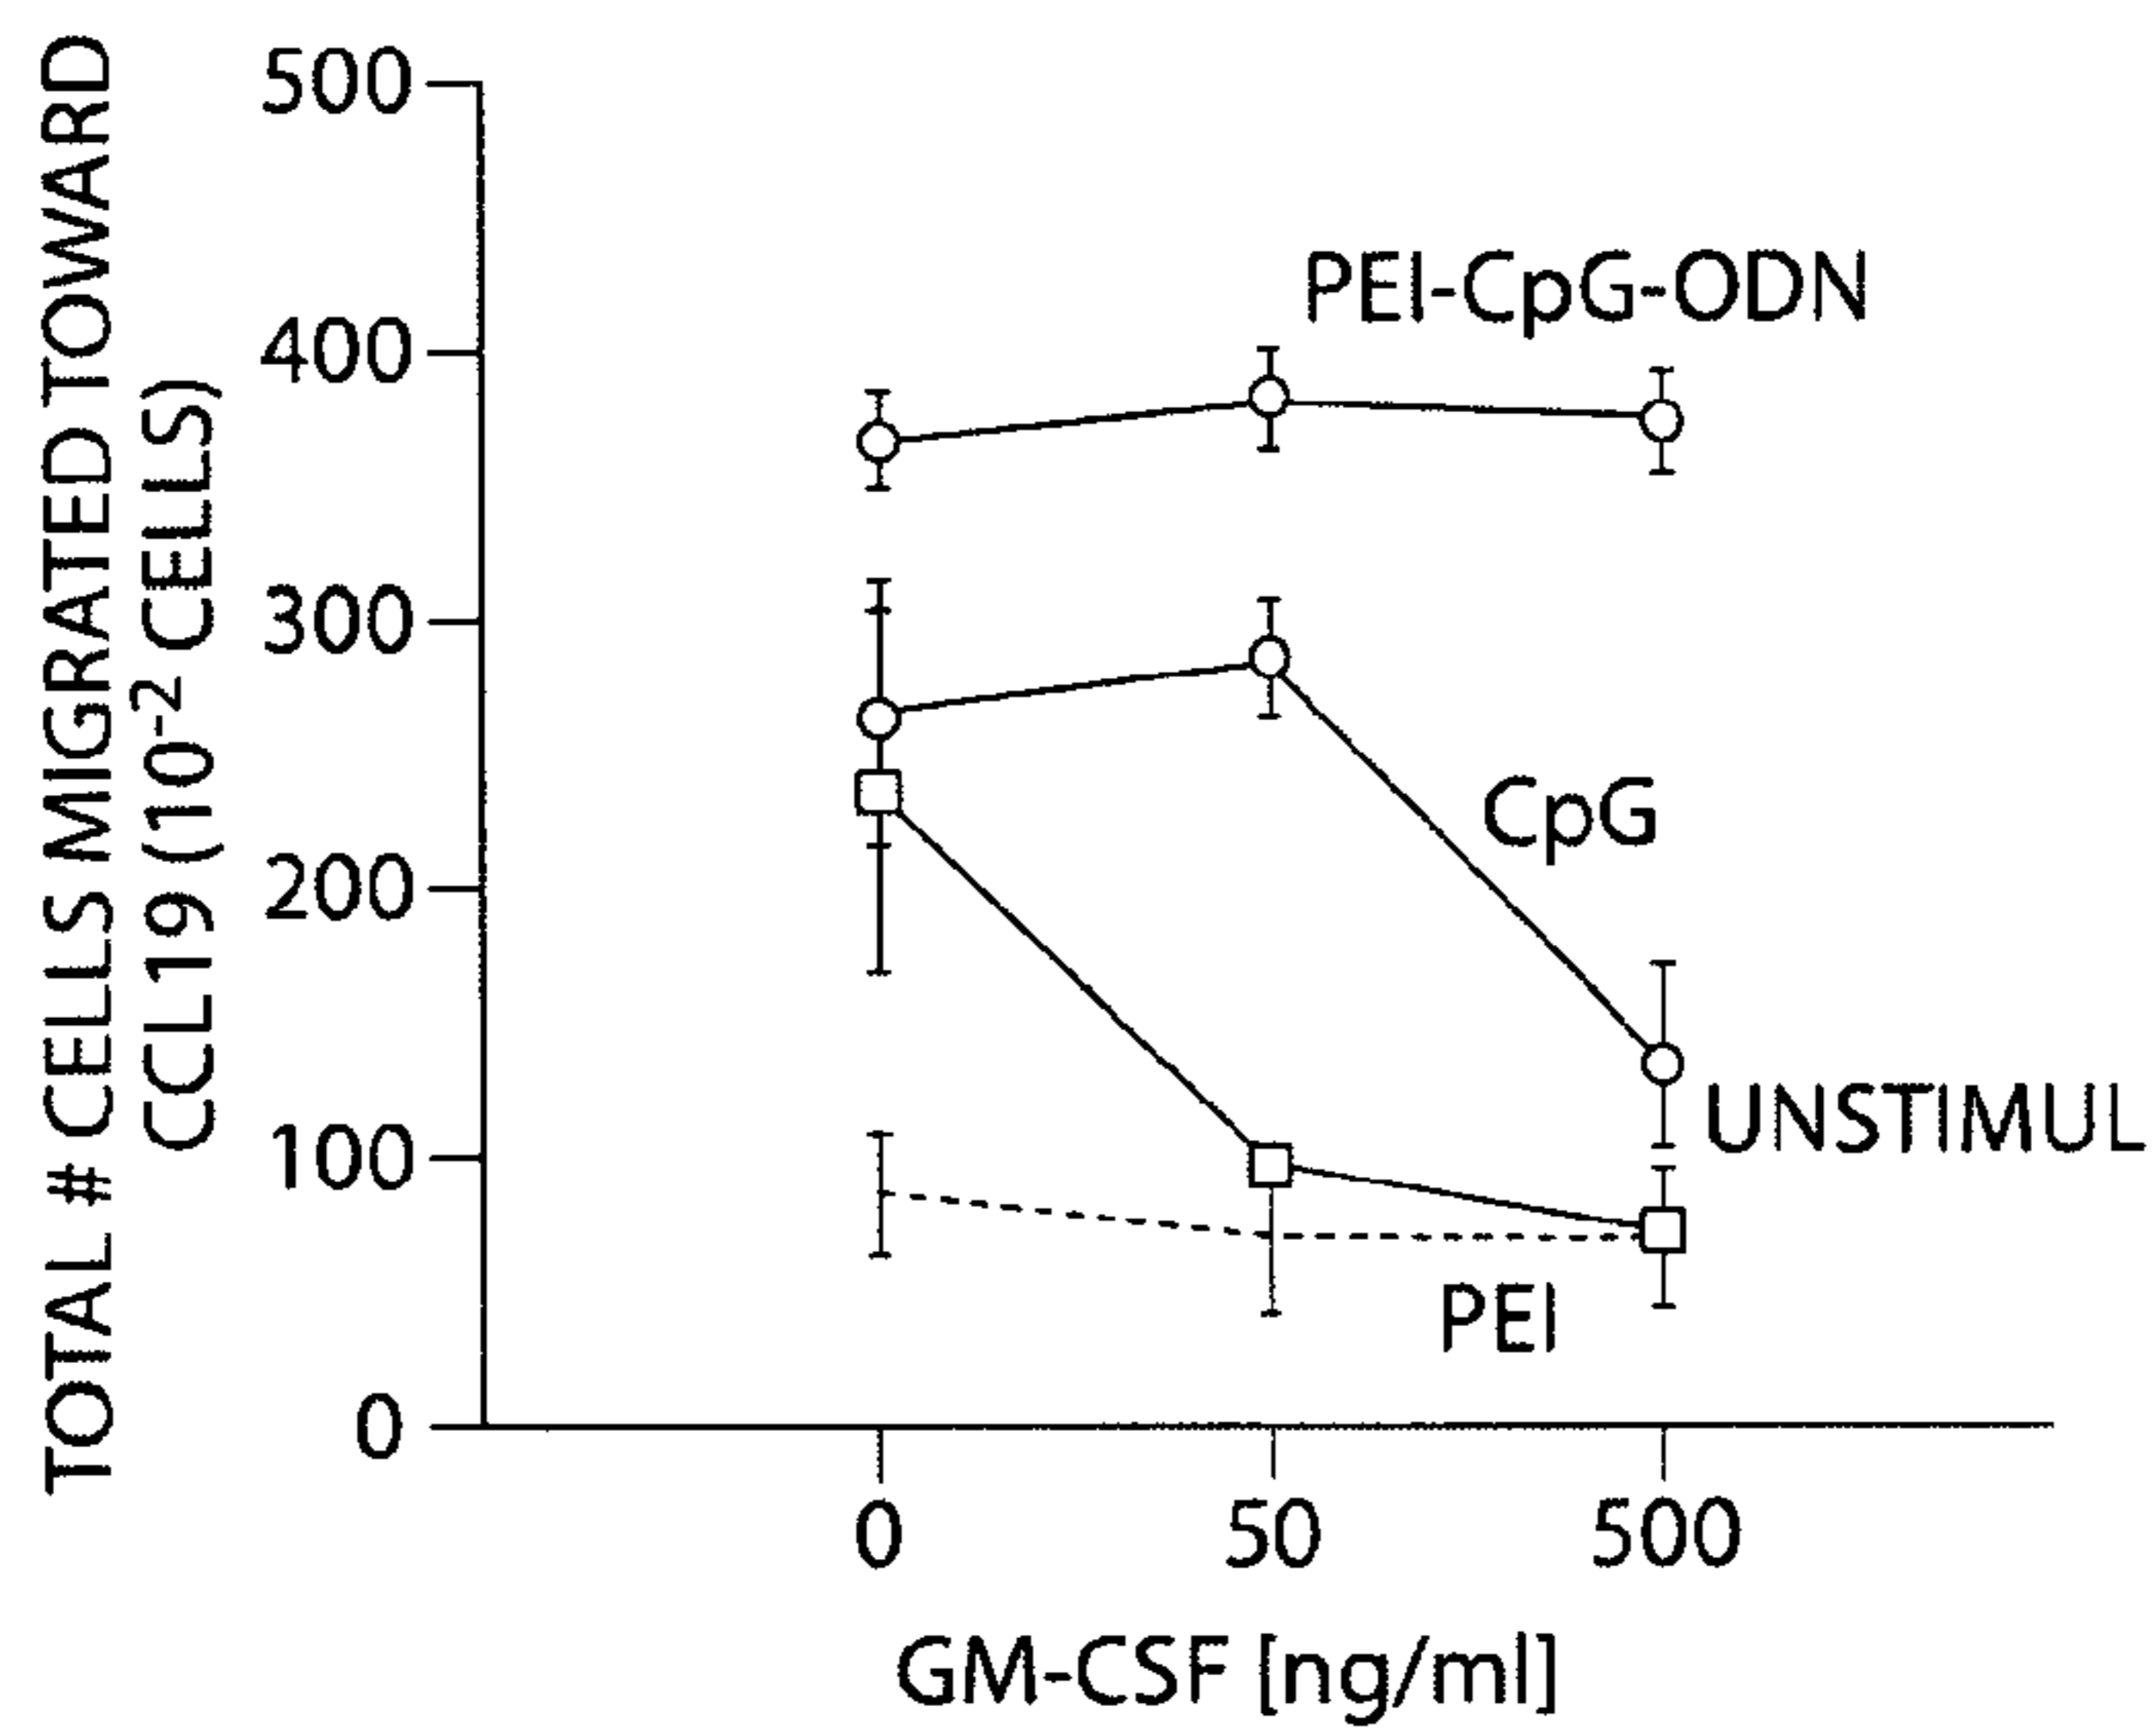 TOTAL # CELLS MIGRATED TOWARD
CCL19 (10⁻² CELLS)
500
400
300
200
100
0
PEI-CpG-ODN
CpG
UNSTIMUL
PEI
0 50 500
GM-CSF [ng/ml]